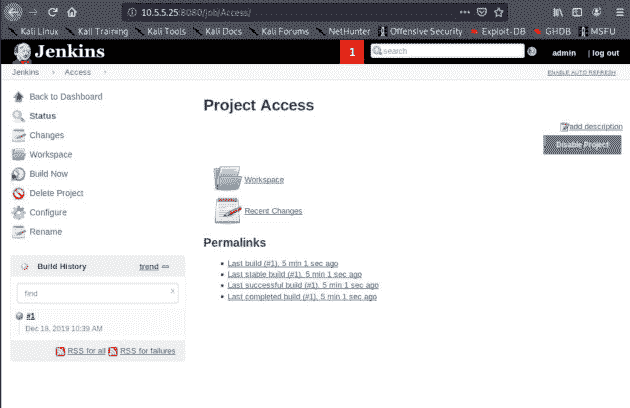 10.5.5.25:8080/job/Access/
Kali Linux Kali Training Kali Tools Kali Docs Kali Forums NetHunter Offensive Security Exploit-DB GHDB MSFU
Jenkins 1 search admin | log out
Jenkins Access ENABLE AUTO REFRESH
Back to Dashboard
Status
Changes
Workspace
Build Now
Delete Project
Configure
Rename
Build History trend
find x
#1
Dec 19, 2019 10:39 AM
RSS for all RSS for failures
Project Access
add description
Disable Project
Workspace
Recent Changes
Permalinks
Last build (#1), 5 min 1 sec ago
Last stable build (#1), 5 min 1 sec ago
Last successful build (#1), 5 min 1 sec ago
Last completed build (#1), 5 min 1 sec ago